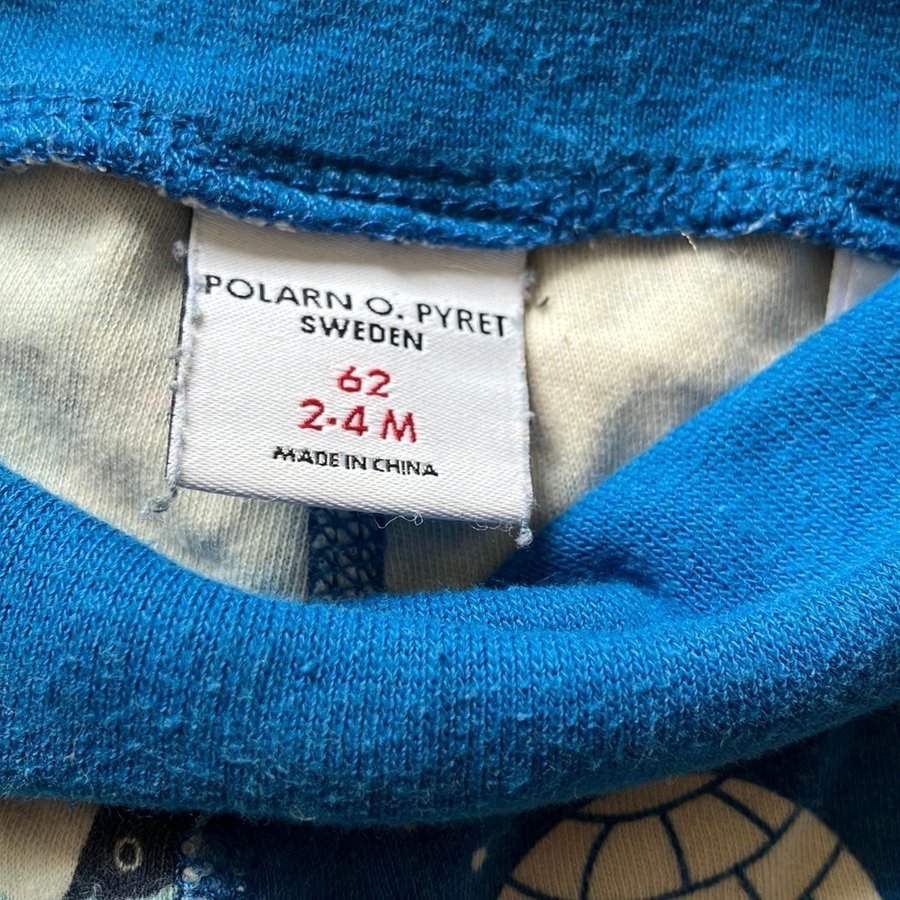 POLARN O. PYRET
SWEDEN
62
2-4 M
MADE IN CHINA